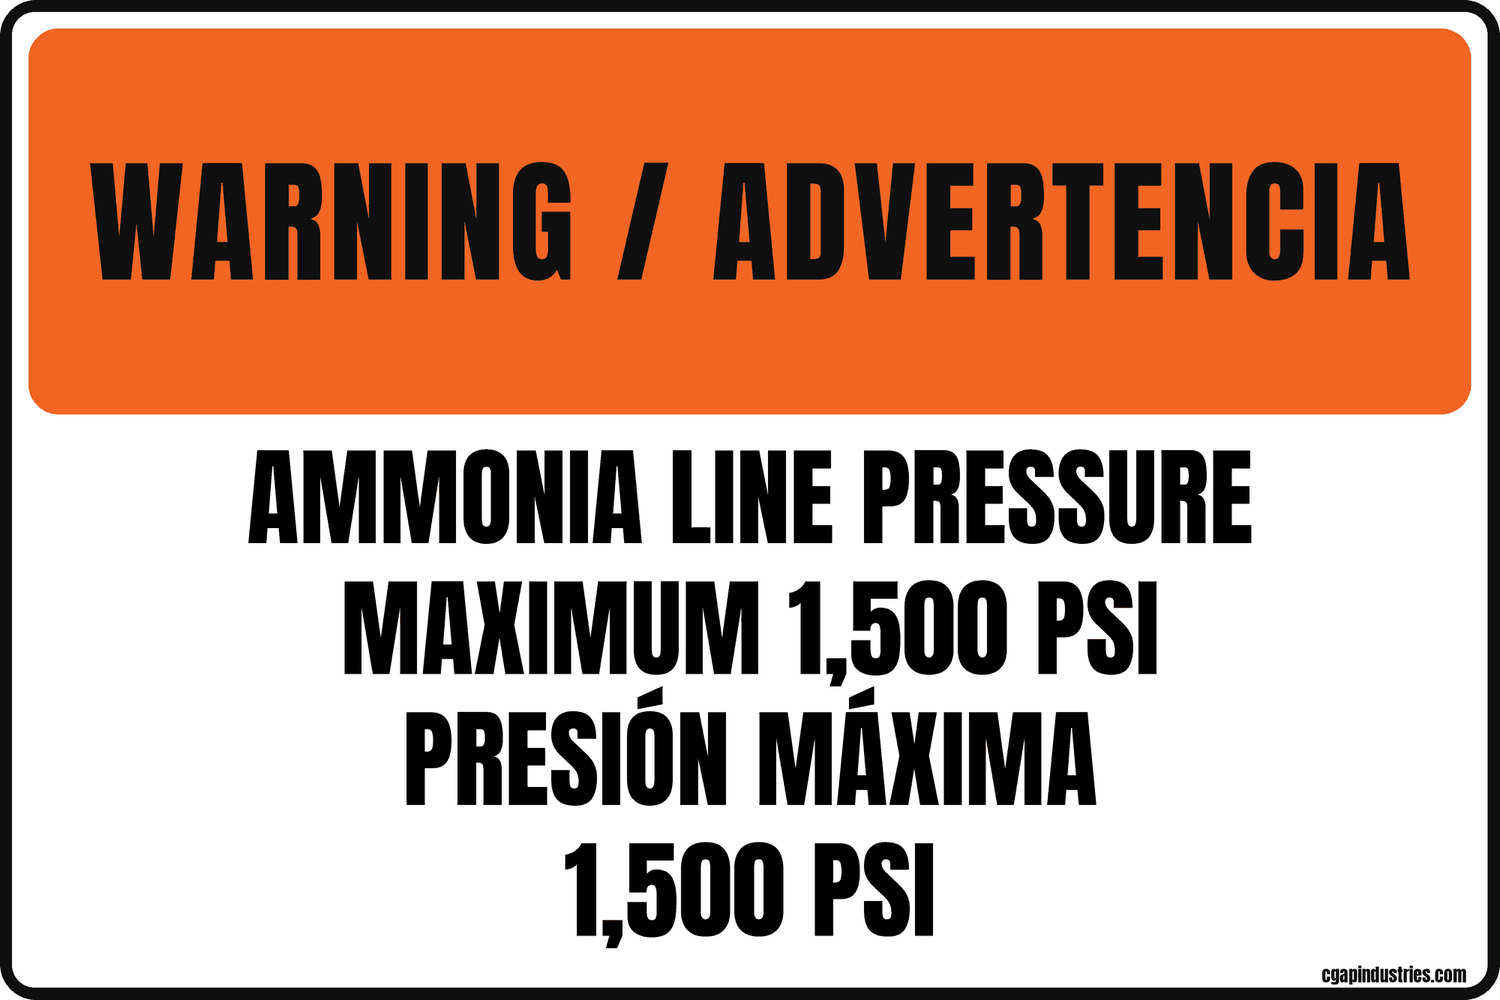 WARNING / ADVERTENCIA
AMMONIA LINE PRESSURE
MAXIMUM 1,500 PSI
PRESIÓN MÁXIMA
1,500 PSI
cgapindustries.com